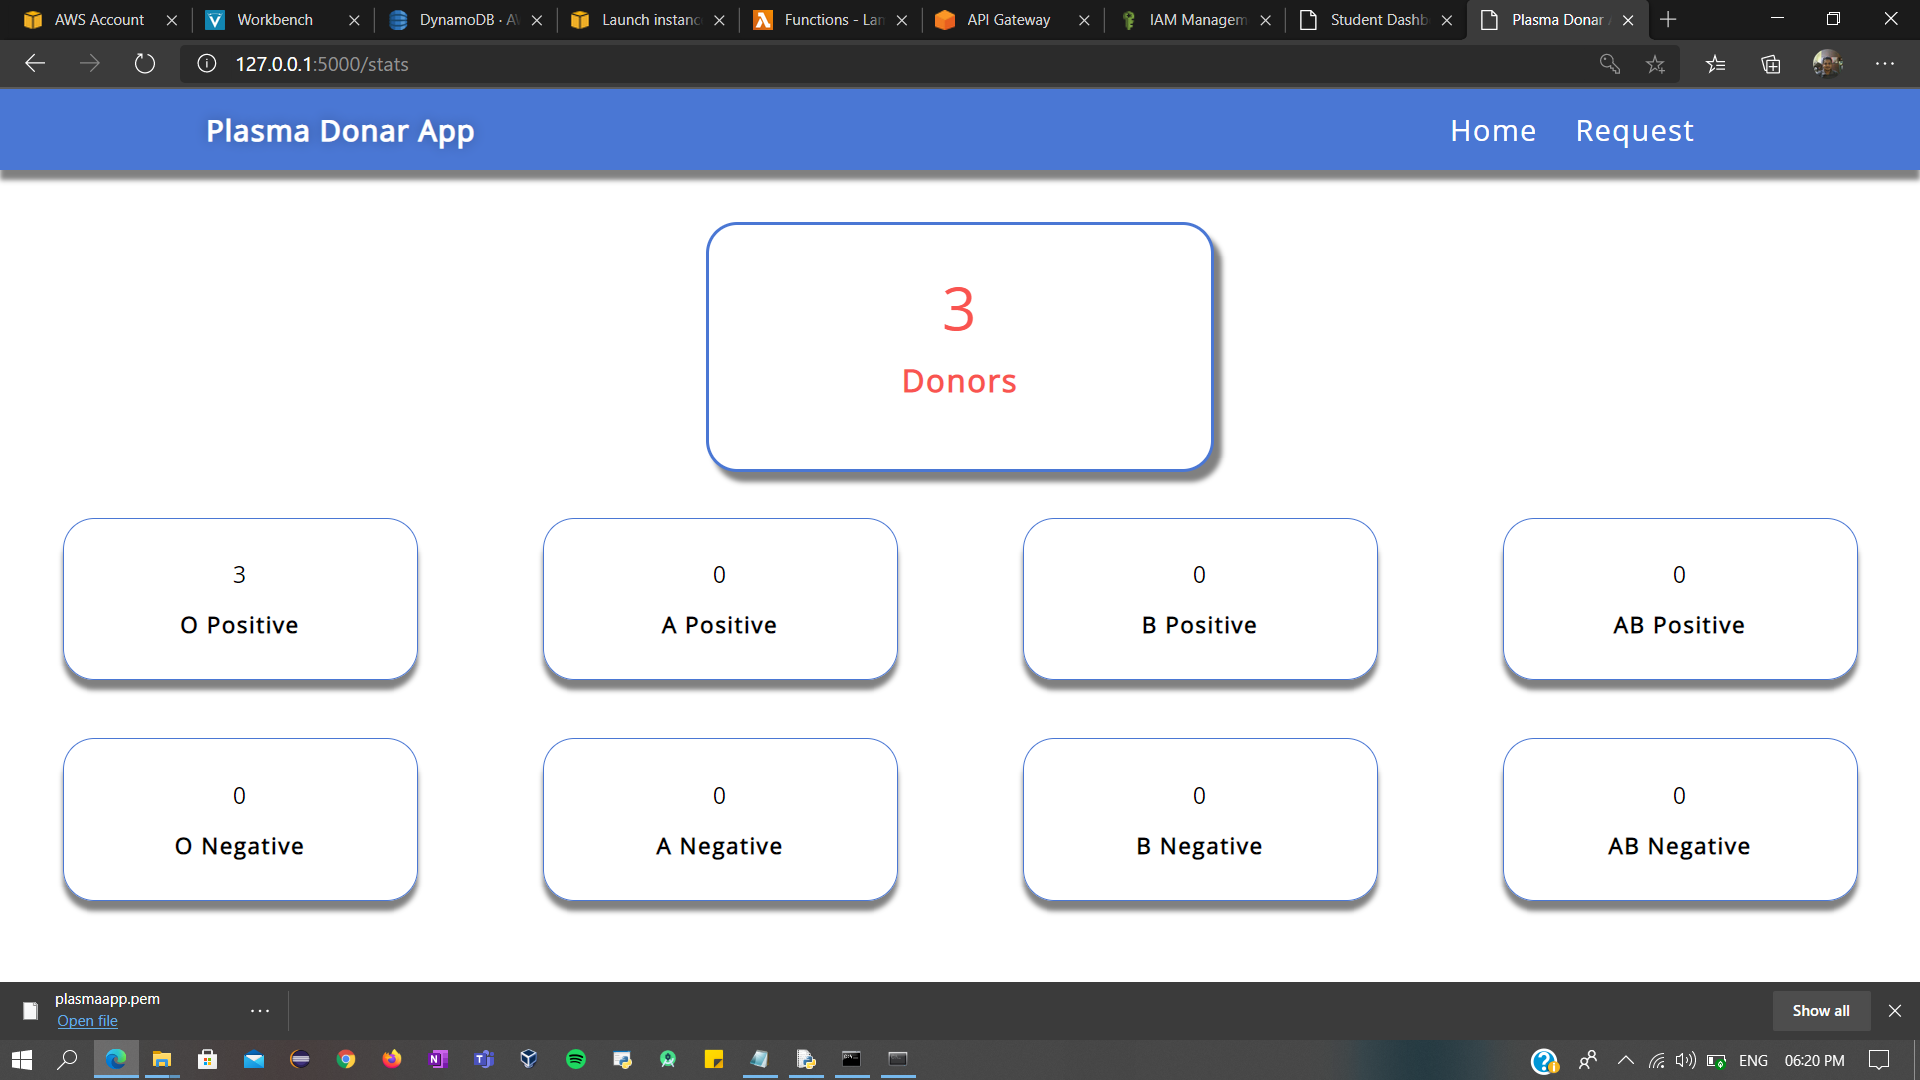 AWS Account
Workbench
DynamoDB · A
Launch instanc
Functions - Lan
API Gateway
IAM Managem
Student Dashb
Plasma Donar
127.0.0.1:5000/stats
Plasma Donar App
Home
Request
3
Donors
3
O Positive
0
A Positive
0
B Positive
0
AB Positive
0
O Negative
0
A Negative
0
B Negative
0
AB Negative
plasmaapp.pem
Open file
Show all
ENG
06:20 PM